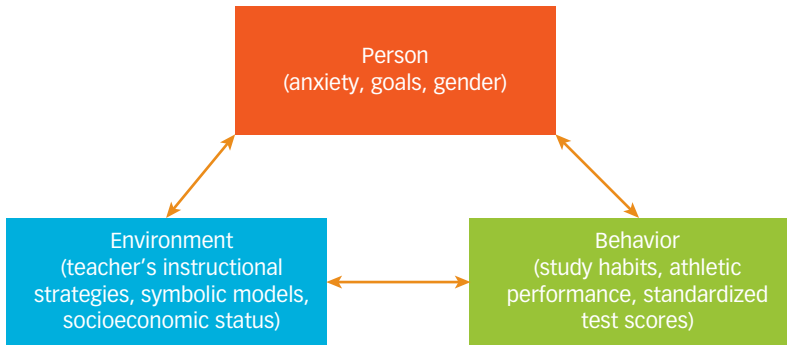 Person
(anxiety, goals, gender)
Environment
(teacher’s instructional
strategies, symbolic models,
socioeconomic status)
Behavior
(study habits, athletic
performance, standardized
test scores)